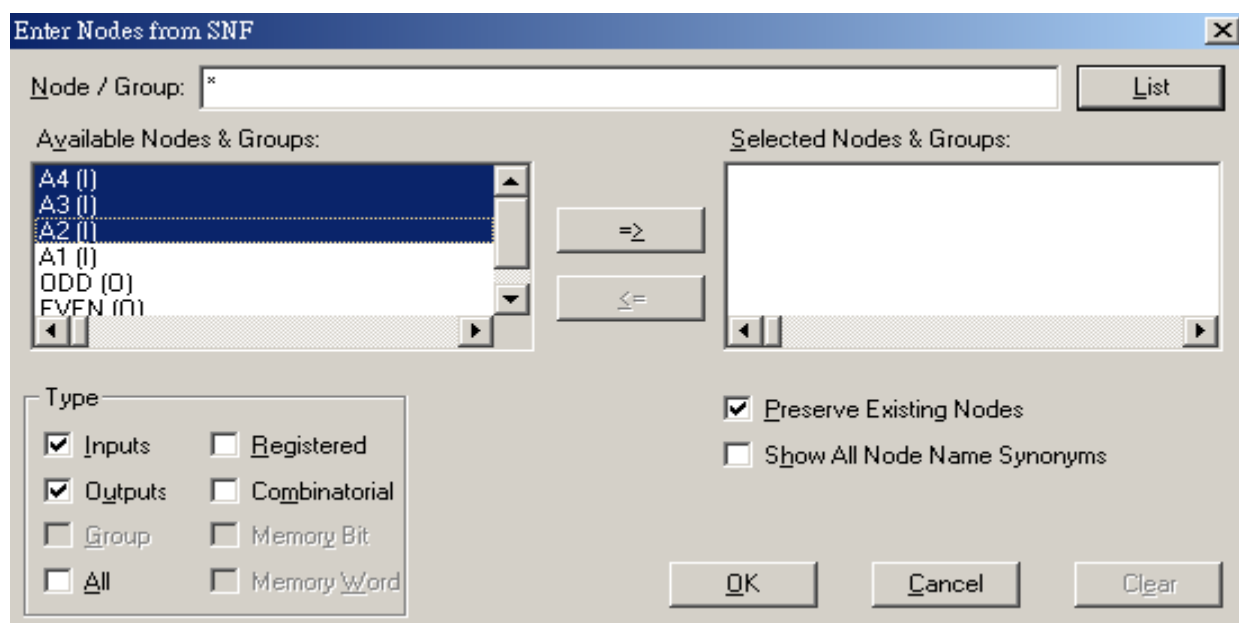 Enter Nodes from SNF
Node / Group: *
List
Available Nodes & Groups:
Selected Nodes & Groups:
A4 (I)
A3 (I)
A2 (I)
A1 (I)
ODD (O)
EVEN (O)
=>
<=
Type
Inputs
Registered
Outputs
Combinatorial
Group
Memory Bit
All
Memory Word
Preserve Existing Nodes
Show All Node Name Synonyms
OK
Cancel
Clear